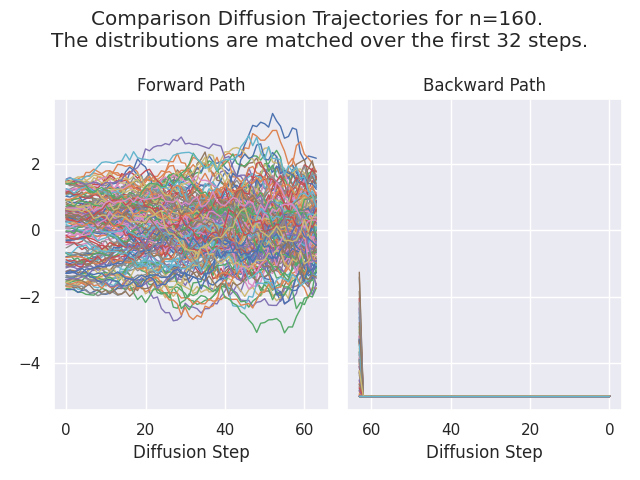 Comparison Diffusion Trajectories for n=160.
The distributions are matched over the first 32 steps.
Forward Path
Backward Path
2
0
−2
−4
0 20 40 60
60 40 20 0
Diffusion Step
Diffusion Step